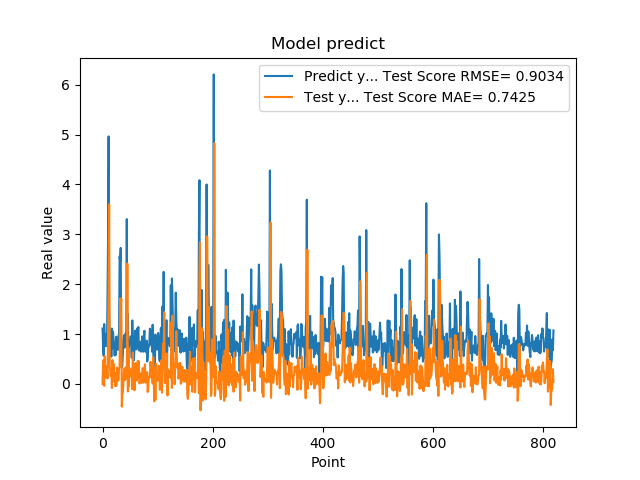 Model predict
Predict y... Test Score RMSE= 0.9034
Test y... Test Score MAE= 0.7425
Real value
6
5
4
3
2
1
0
0 200 400 600 800
Point